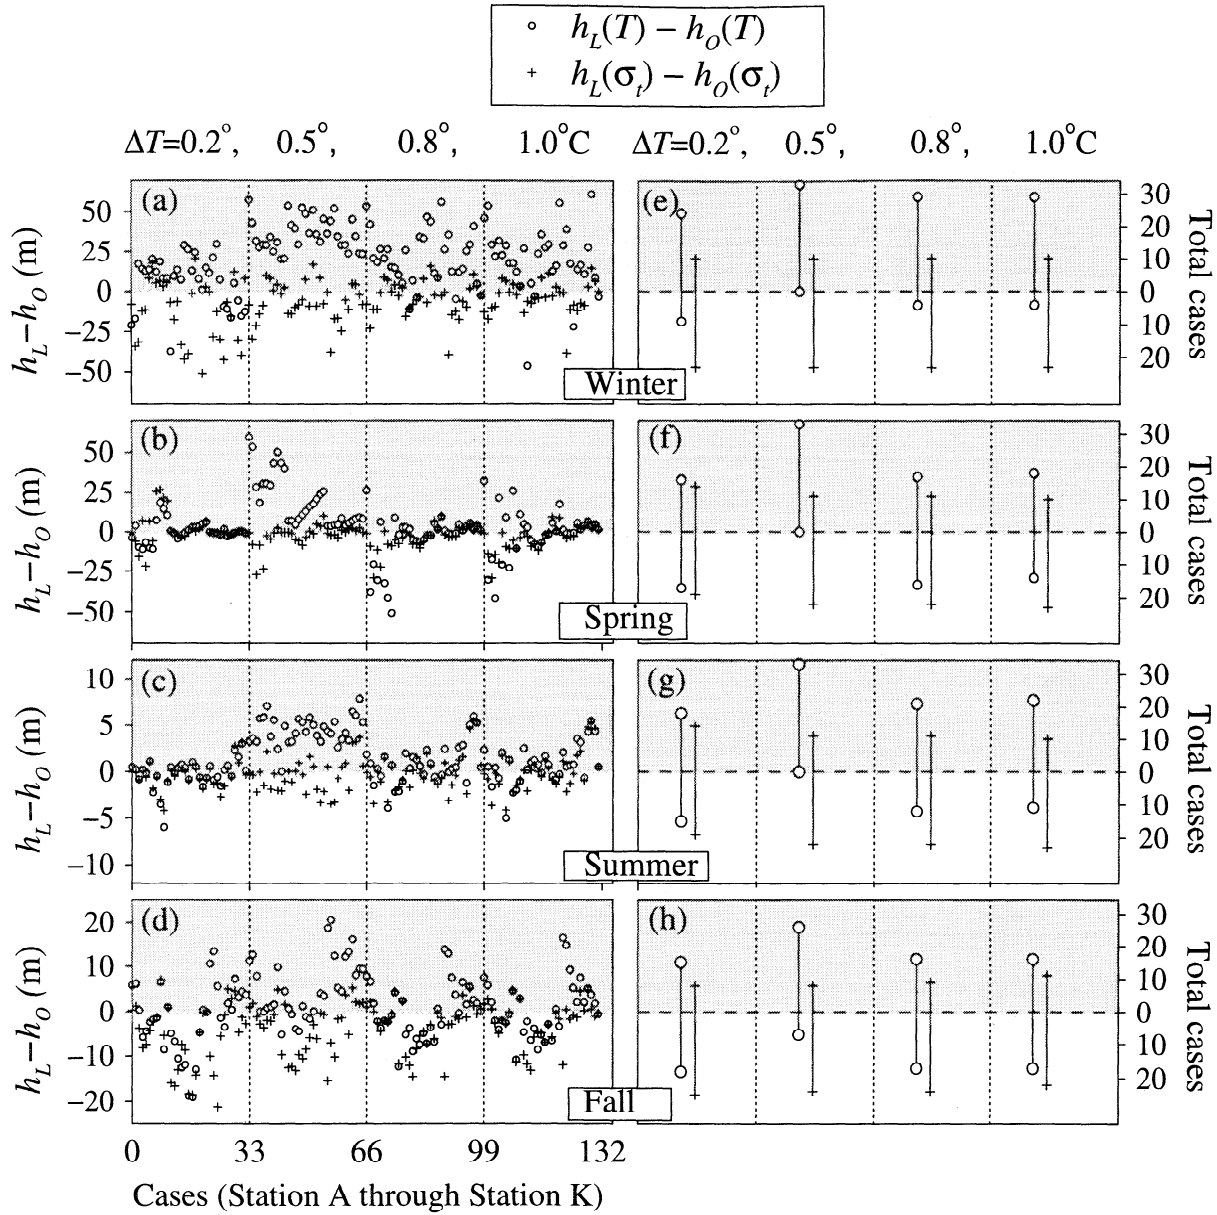 h_L(T) – h_O(T)
h_L(σ_t) – h_O(σ_t)
ΔT=0.2°, 0.5°, 0.8°, 1.0°C ΔT=0.2°, 0.5°, 0.8°, 1.0°C
(a)
50
25
0
−25
−50
h_L–h_O (m)
Winter
(e)
30
20
10
0
10
20
Total cases
(b)
50
25
0
−25
−50
h_L–h_O (m)
Spring
(f)
30
20
10
0
10
20
Total cases
(c)
10
5
0
−5
−10
h_L–h_O (m)
Summer
(g)
30
20
10
0
10
20
Total cases
(d)
20
10
0
−10
−20
h_L–h_O (m)
Fall
(h)
30
20
10
0
10
20
Total cases
0 33 66 99 132
Cases (Station A through Station K)